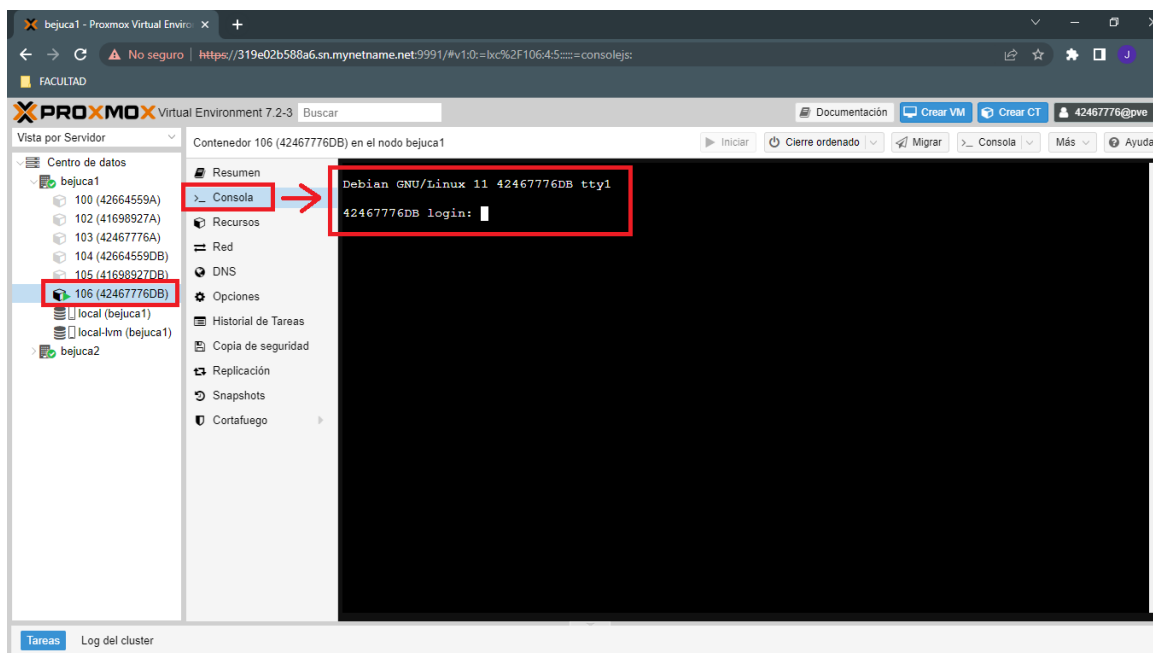 bejuca1 - Proxmox Virtual Enviro
No seguro
https://319e02b588a6.sn.mynetname.net:9991/#v1:0:=lxc%2F106:4:5:::::=consolejs:
J
FACULTAD
PROXMOX Virtual Environment 7.2-3 Buscar
Documentación Crear VM Crear CT 42467776@pve
Vista por Servidor
Contenedor 106 (42467776DB) en el nodo bejuca1
Iniciar Cierre ordenado Migrar >_ Consola Más Ayuda
Centro de datos
bejuca1
100 (42664559A)
102 (41698927A)
103 (42467776A)
104 (42664559DB)
105 (41698927DB)
106 (42467776DB)
local (bejuca1)
local-lvm (bejuca1)
bejuca2
Resumen
>_ Consola
Recursos
Red
DNS
Opciones
Historial de Tareas
Copia de seguridad
Replicación
Snapshots
Cortafuego
Debian GNU/Linux 11 42467776DB tty1
42467776DB login:
Tareas Log del cluster